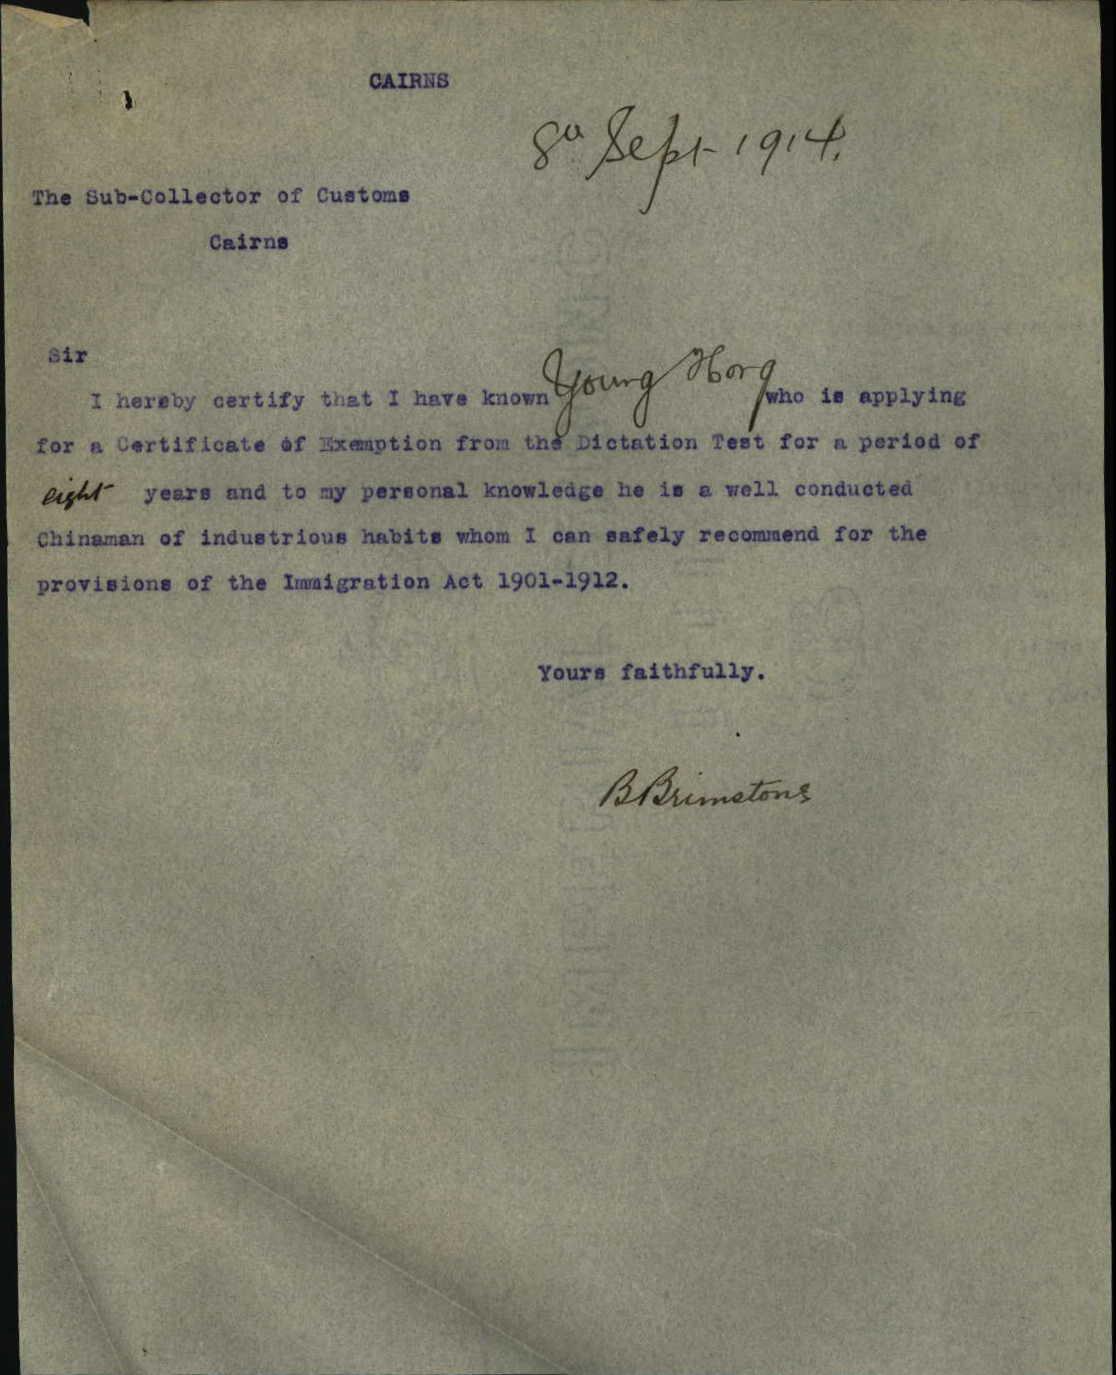 CAIRNS
8th Sept 1914.
The Sub-Collector of Customs
Cairns
Sir
I hereby certify that I have known Young Hong who is applying
for a Certificate of Exemption from the Dictation Test for a period of
eight years and to my personal knowledge he is a well conducted
Chinaman of industrious habits whom I can safely recommend for the
provisions of the Immigration Act 1901-1912.
Yours faithfully.
B Brimstone